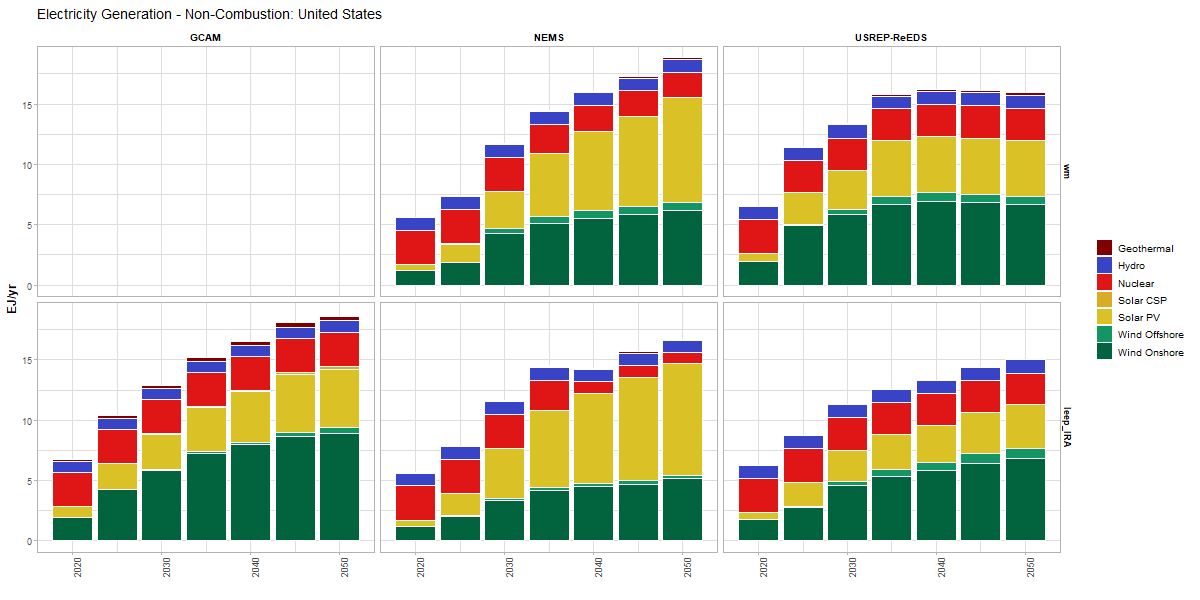 Electricity Generation - Non-Combustion: United States
GCAM
NEMS
USREP-ReEDS
EJ/yr
15
10
5
0
wm
15
10
5
0
leep_IRA
2020
2030
2040
2050
2020
2030
2040
2050
2020
2030
2040
2050
Geothermal
Hydro
Nuclear
Solar CSP
Solar PV
Wind Offshore
Wind Onshore